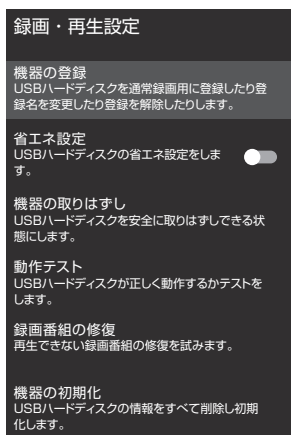 録画・再生設定
機器の登録
USBハードディスクを通常録画用に登録したり登
録名を変更したり登録を解除したりします。
省エネ設定
USBハードディスクの省エネ設定をしま
す。
機器の取りはずし
USBハードディスクを安全に取りはずしできる状
態にします。
動作テスト
USBハードディスクが正しく動作するかテストを
します。
録画番組の修復
再生できない録画番組の修復を試みます。
機器の初期化
USBハードディスクの情報をすべて削除し初期
化します。